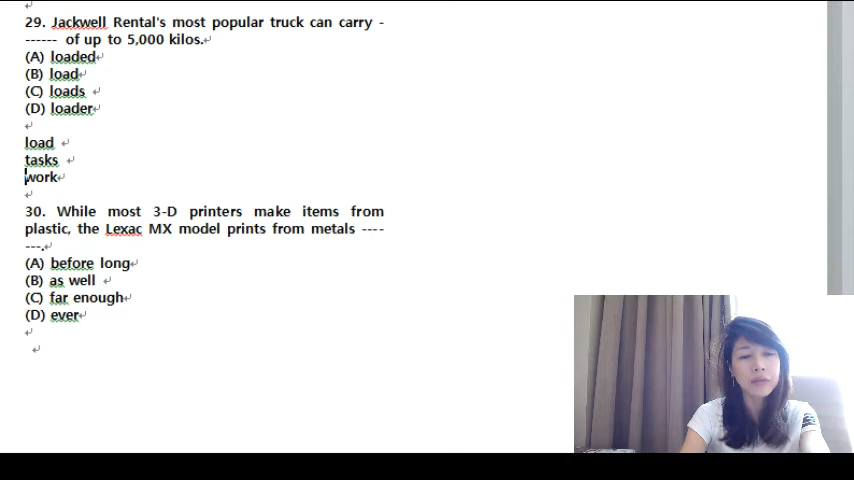 29. Jackwell Rental's most popular truck can carry -
------ of up to 5,000 kilos.
(A) loaded
(B) load
(C) loads
(D) loader
load
tasks
work
30. While most 3-D printers make items from
plastic, the Lexac MX model prints from metals ----
---.
(A) before long
(B) as well
(C) far enough
(D) ever